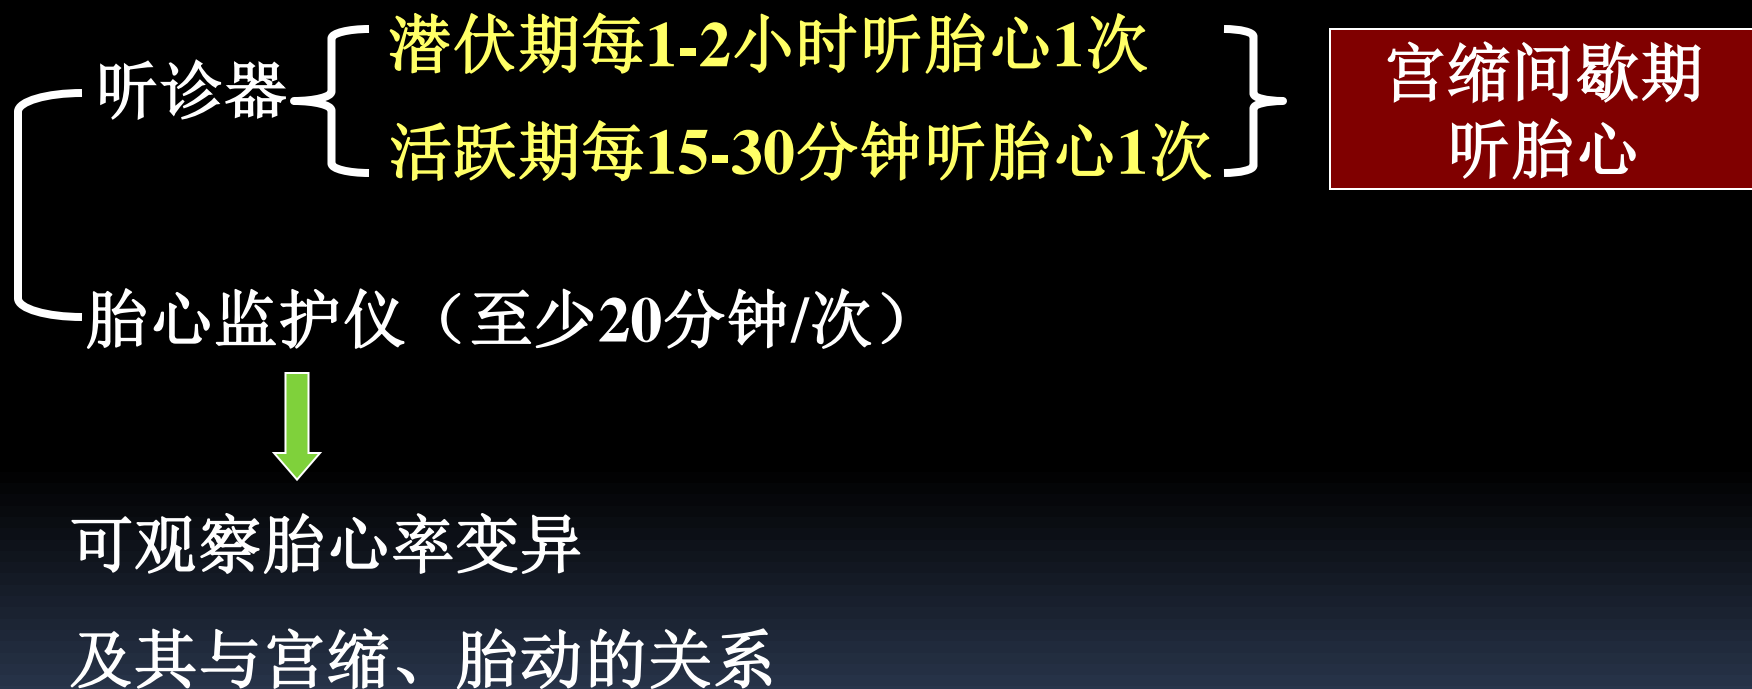 听诊器
潜伏期每1-2小时听胎心1次
活跃期每15-30分钟听胎心1次
宫缩间歇期
听胎心
胎心监护仪（至少20分钟/次）
可观察胎心率变异
及其与宫缩、胎动的关系